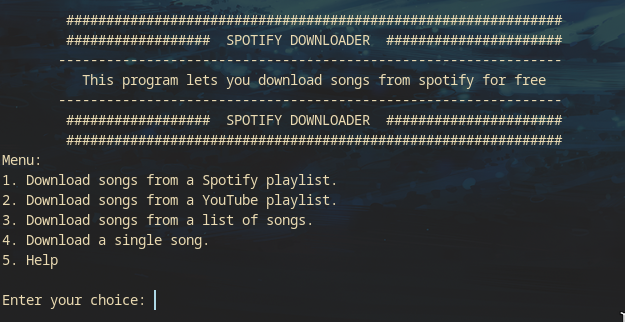 ##############################################################
##################  SPOTIFY DOWNLOADER  ######################
---------------------------------------------------------------
This program lets you download songs from spotify for free
---------------------------------------------------------------
##################  SPOTIFY DOWNLOADER  ######################
##############################################################
Menu:
1. Download songs from a Spotify playlist.
2. Download songs from a YouTube playlist.
3. Download songs from a list of songs.
4. Download a single song.
5. Help
Enter your choice: